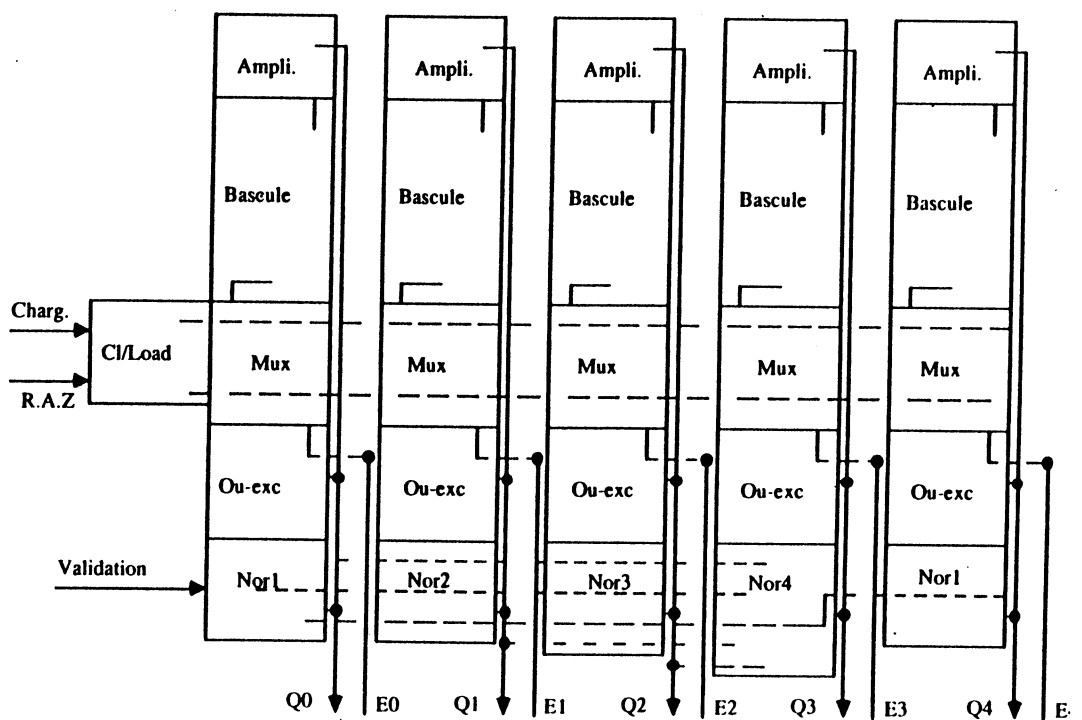 Ampli. Ampli. Ampli. Ampli. Ampli.
Bascule Bascule Bascule Bascule Bascule
Charg.
Cl/Load Mux Mux Mux Mux Mux
R.A.Z
Ou-exc Ou-exc Ou-exc Ou-exc Ou-exc
Validation
Nor1 Nor2 Nor3 Nor4 Nor1
Q0 E0 Q1 E1 Q2 E2 Q3 E3 Q4